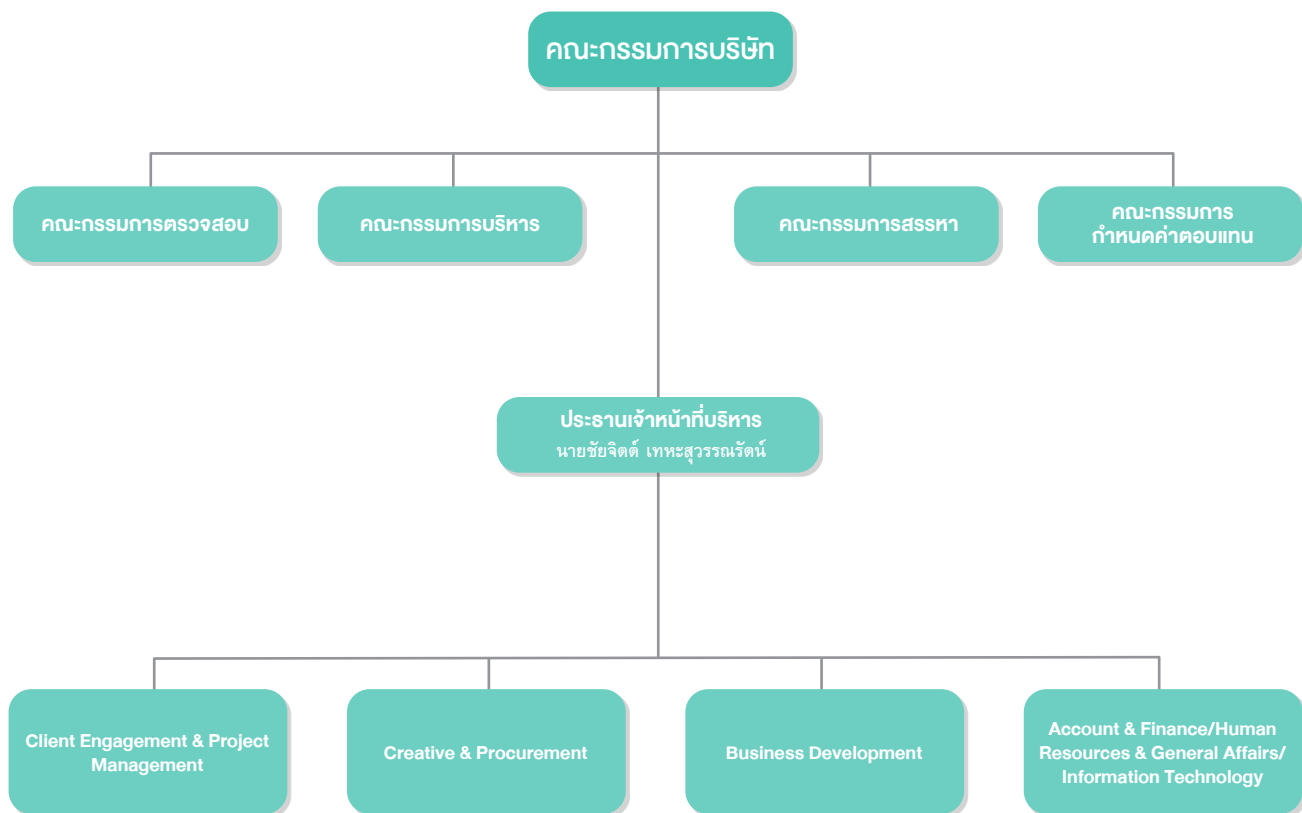 คณะกรรมการบริษัท
คณะกรรมการตรวจสอบ
คณะกรรมการบริหาร
คณะกรรมการสรรหา
คณะกรรมการ
กำหนดค่าตอบแทน
ประธานเจ้าหน้าที่บริหาร
นายชัยจิตต์ เทหะสุวรรณรัตน์
Client Engagement & Project
Management
Creative & Procurement
Business Development
Account & Finance/Human
Resources & General Affairs/
Information Technology